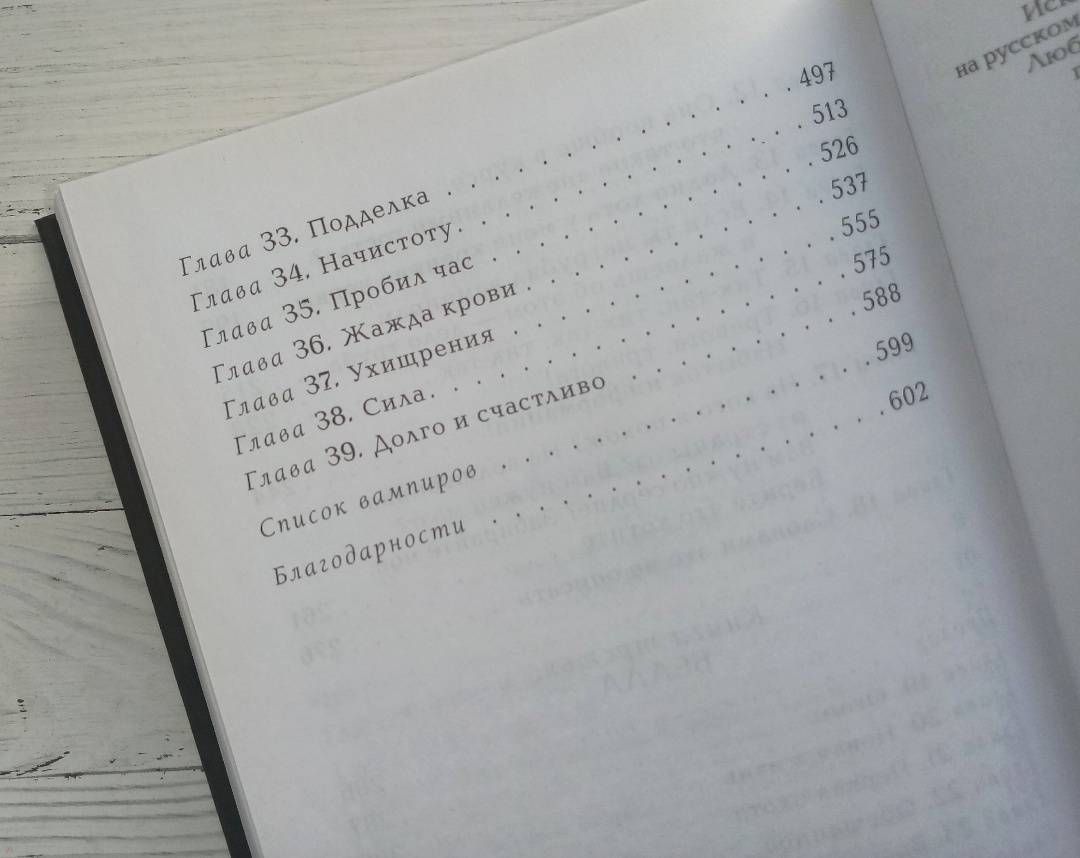 Глава 33. Подделка . . . . . . . . . . . . . . . . 497
Глава 34. Начистоту. . . . . . . . . . . . . . . . 513
Глава 35. Пробил час . . . . . . . . . . . . . . . 526
Глава 36. Жажда крови . . . . . . . . . . . . . . 537
Глава 37. Ухищрения . . . . . . . . . . . . . . . 555
Глава 38. Сила. . . . . . . . . . . . . . . . . . . 575
Глава 39. Долго и счастливо . . . . . . . . . . . 588
Список вампиров . . . . . . . . . . . . . . . . . 599
Благодарности . . . . . . . . . . . . . . . . . . 602
на русском